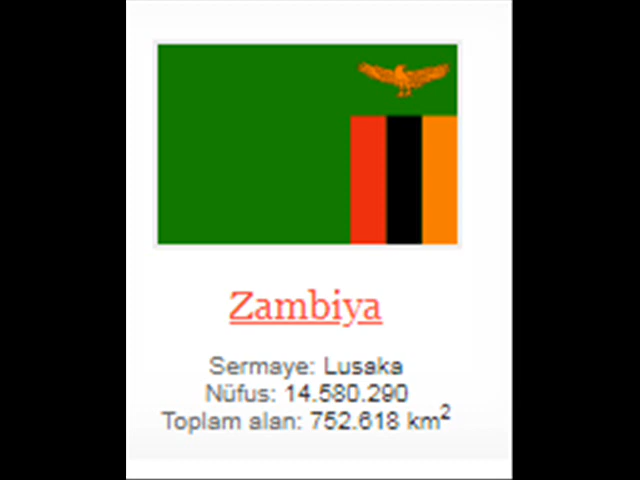 Zambiya
Sermaye: Lusaka
Nüfus: 14.580.290
Toplam alan: 752.618 km²